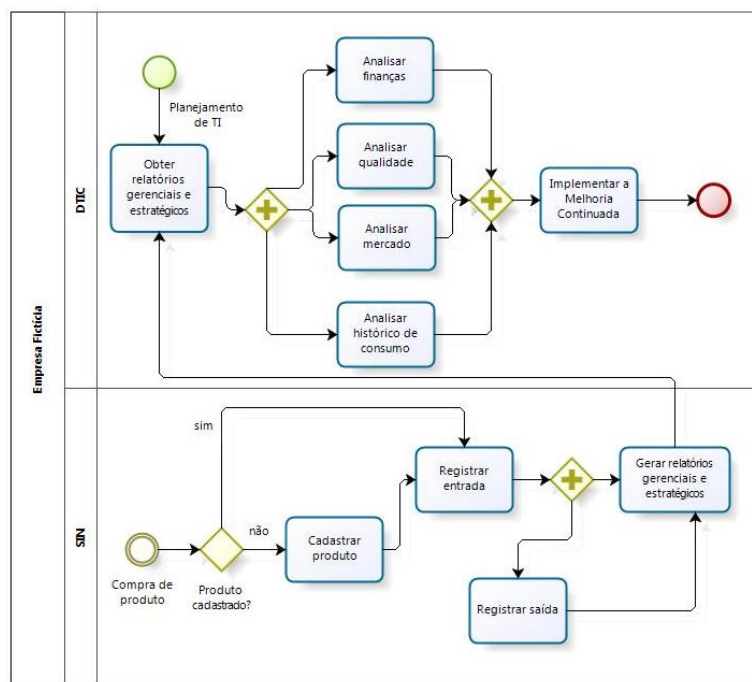 Empresa Fictícia
DTIC
Planejamento
de TI
Obter
relatórios
gerenciais e
estratégicos
Analisar
finanças
Analisar
qualidade
Analisar
mercado
Analisar
histórico de
consumo
Implementar a
Melhoria
Continuada
SIN
Compra de
produto
Produto
cadastrado?
sim
não
Cadastrar
produto
Registrar
entrada
Registrar saída
Gerar relatórios
gerenciais e
estratégicos